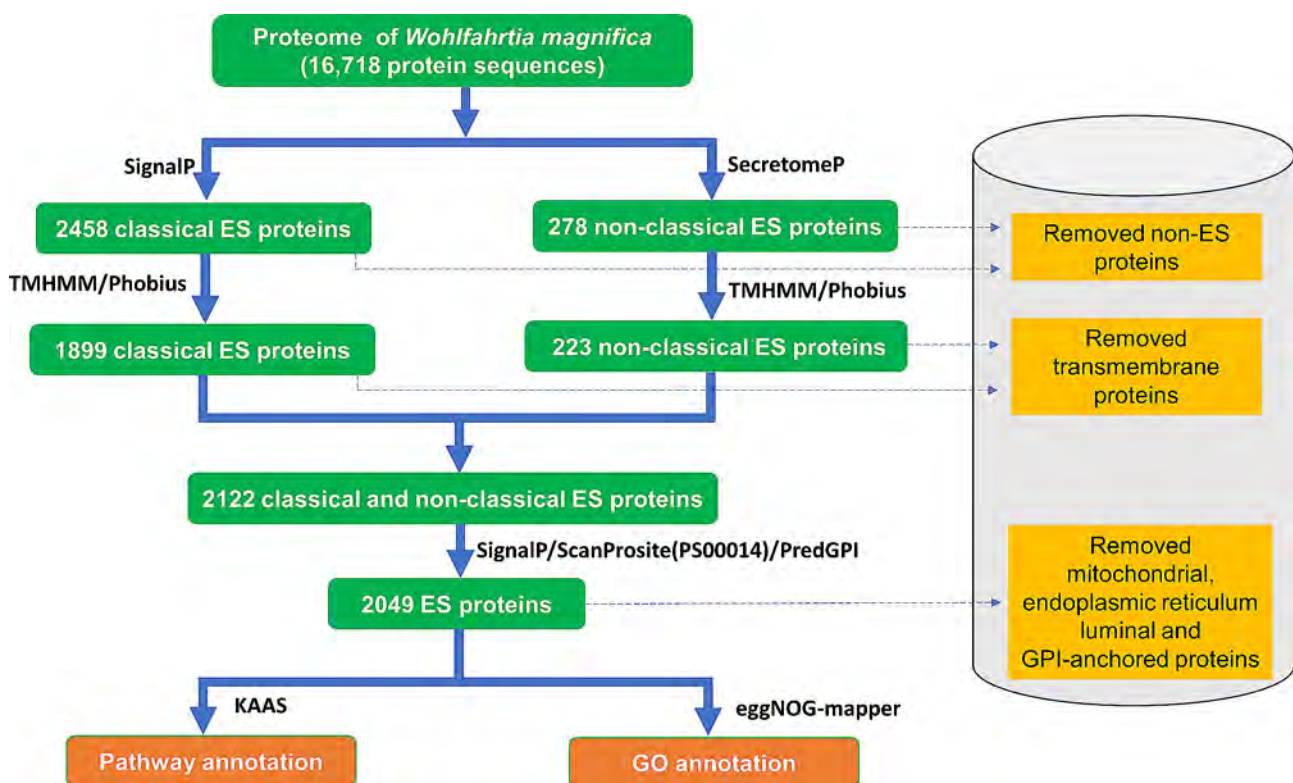 Proteome of Wohlfahrtia magnifica
(16,718 protein sequences)
SignalP
SecretomeP
2458 classical ES proteins
278 non-classical ES proteins
Removed non-ES
proteins
TMHMM/Phobius
TMHMM/Phobius
1899 classical ES proteins
223 non-classical ES proteins
Removed
transmembrane
proteins
2122 classical and non-classical ES proteins
SignalP/ScanProsite(PS00014)/PredGPI
2049 ES proteins
Removed
mitochondrial,
endoplasmic reticulum
luminal and
GPI-anchored proteins
KAAS
eggNOG-mapper
Pathway annotation
GO annotation